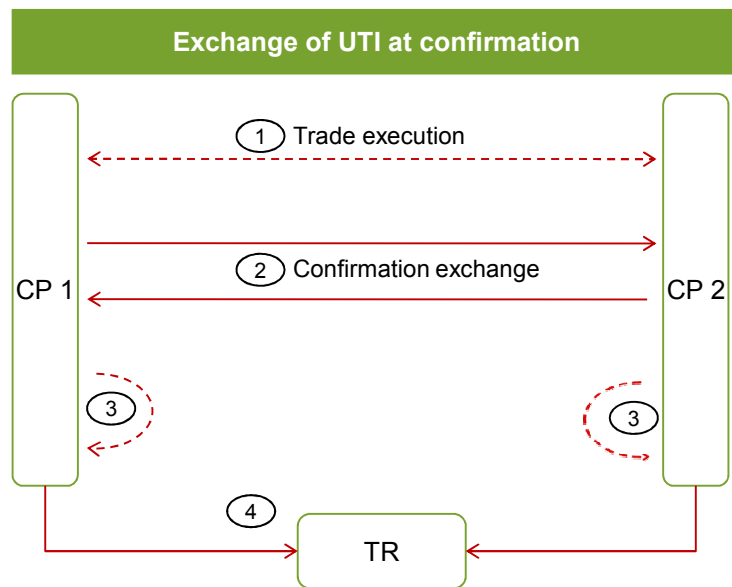 Exchange of UTI at confirmation
1 Trade execution
2 Confirmation exchange
CP 1
CP 2
3
3
4
TR